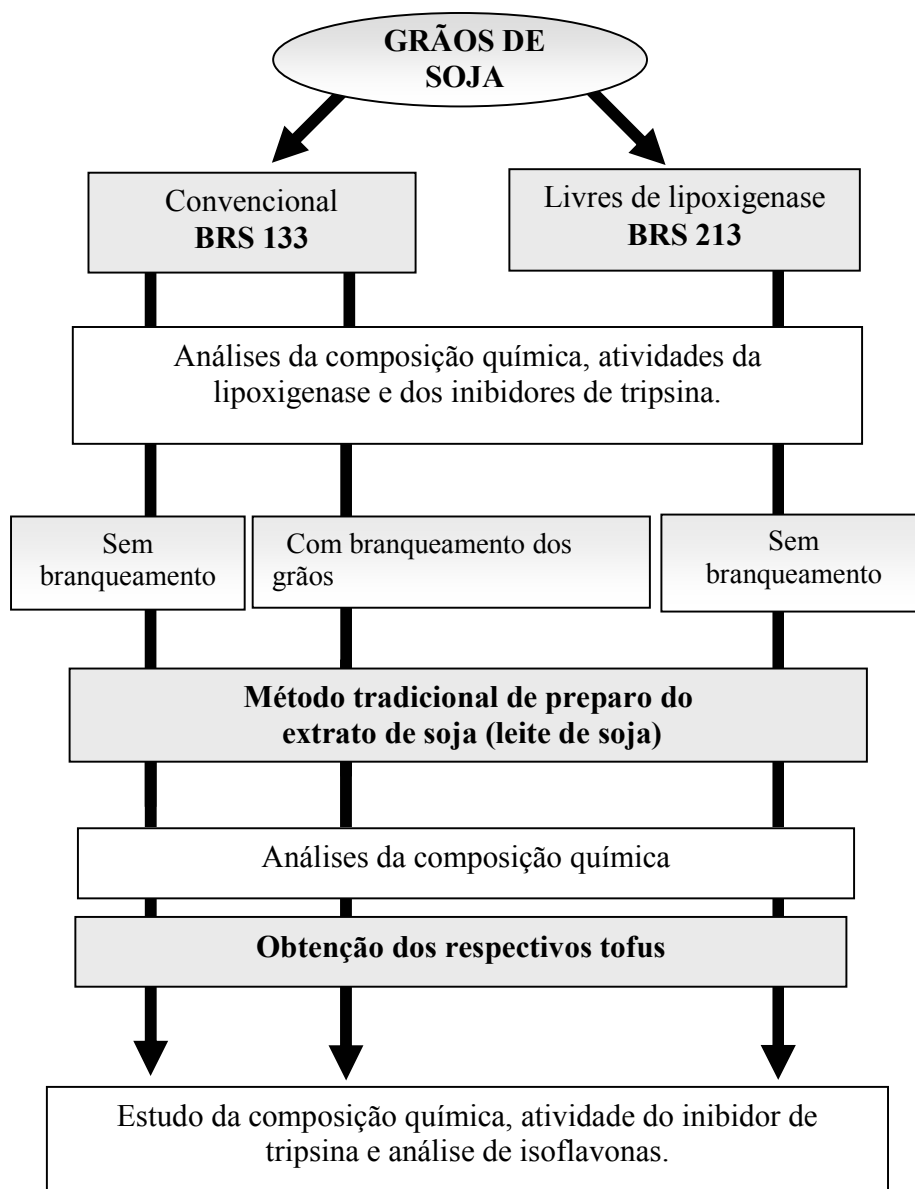 GRÃOS DE
SOJA
Convencional
BRS 133
Livres de lipoxigenase
BRS 213
Análises da composição química, atividades da
lipoxigenase e dos inibidores de tripsina.
Sem
branqueamento
Com branqueamento dos
grãos
Sem
branqueamento
Método tradicional de preparo do
extrato de soja (leite de soja)
Análises da composição química
Obtenção dos respectivos tofus
Estudo da composição química, atividade do inibidor de
tripsina e análise de isoflavonas.